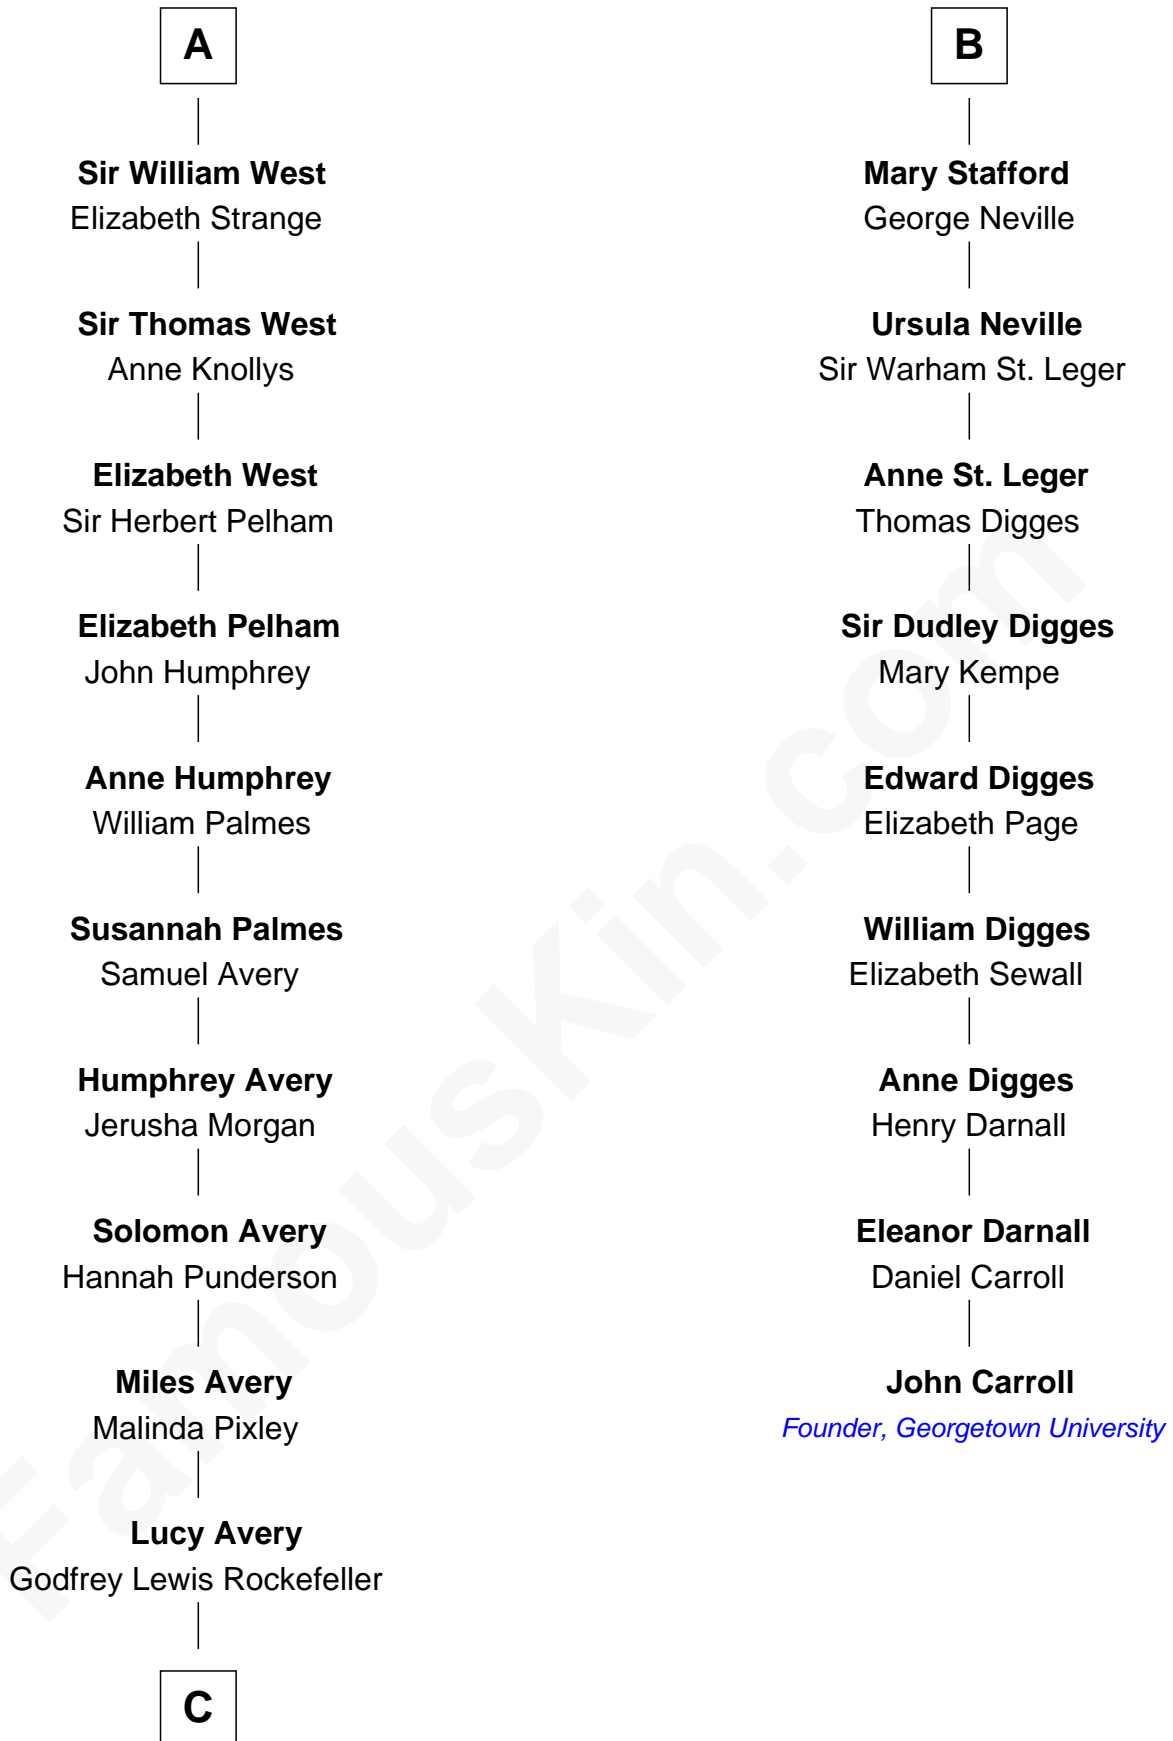 A
Sir William West
Elizabeth Strange
Sir Thomas West
Anne Knollys
Elizabeth West
Sir Herbert Pelham
Elizabeth Pelham
John Humphrey
Anne Humphrey
William Palmes
Susannah Palmes
Samuel Avery
Humphrey Avery
Jerusha Morgan
Solomon Avery
Hannah Punderson
Miles Avery
Malinda Pixley
Lucy Avery
Godfrey Lewis Rockefeller
C
B
Mary Stafford
George Neville
Ursula Neville
Sir Warham St. Leger
Anne St. Leger
Thomas Digges
Sir Dudley Digges
Mary Kempe
Edward Digges
Elizabeth Page
William Digges
Elizabeth Sewall
Anne Digges
Henry Darnall
Eleanor Darnall
Daniel Carroll
John Carroll
Founder, Georgetown University
FamousKin.com